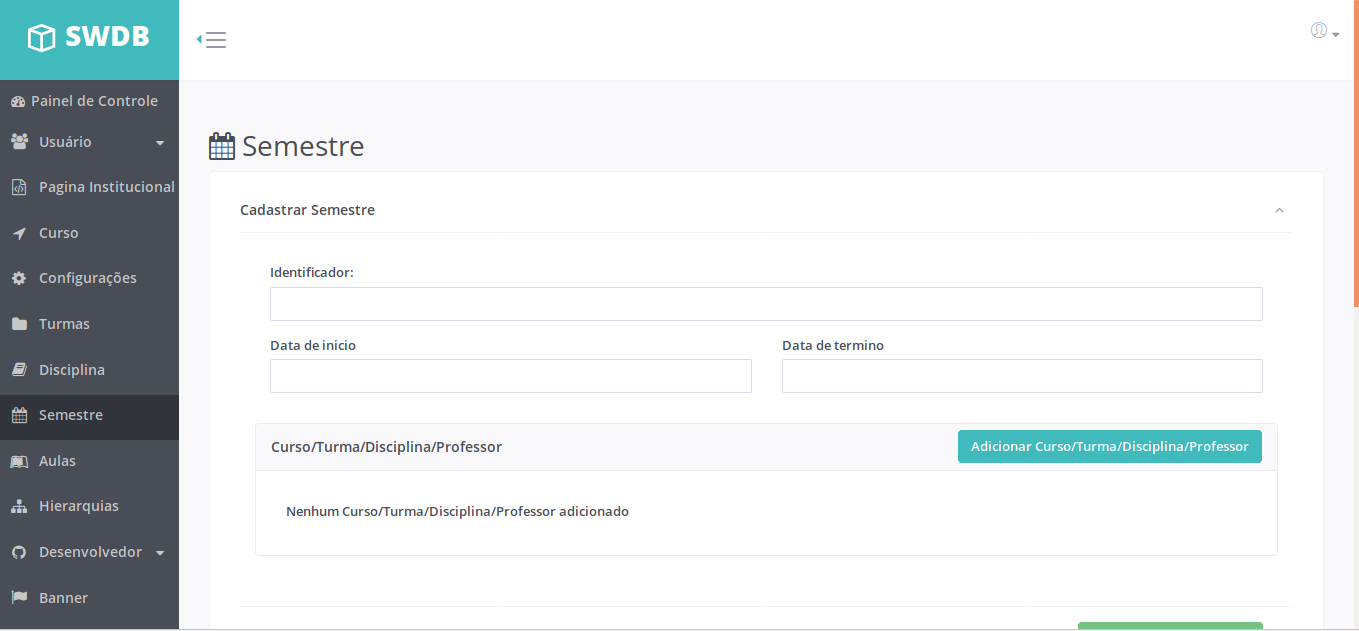 SWDB
Painel de Controle
Usuário
Pagina Institucional
Curso
Configurações
Turmas
Disciplina
Semestre
Aulas
Hierarquias
Desenvolvedor
Banner
Semestre
Cadastrar Semestre
Identificador:
Data de inicio
Data de termino
Curso/Turma/Disciplina/Professor
Adicionar Curso/Turma/Disciplina/Professor
Nenhum Curso/Turma/Disciplina/Professor adicionado